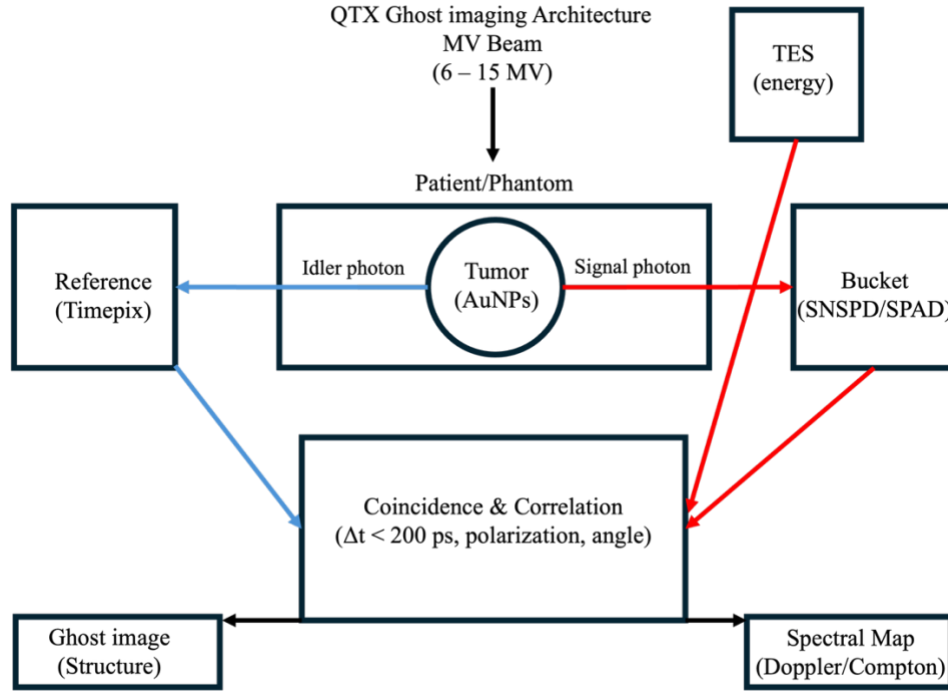 QTX Ghost imaging Architecture
MV Beam
(6 – 15 MV)
TES
(energy)
Patient/Phantom
Reference
(Timepix)
Idler photon
Tumor
(AuNPs)
Signal photon
Bucket
(SNSPD/SPAD)
Coincidence & Correlation
(Δt < 200 ps, polarization, angle)
Ghost image
(Structure)
Spectral Map
(Doppler/Compton)